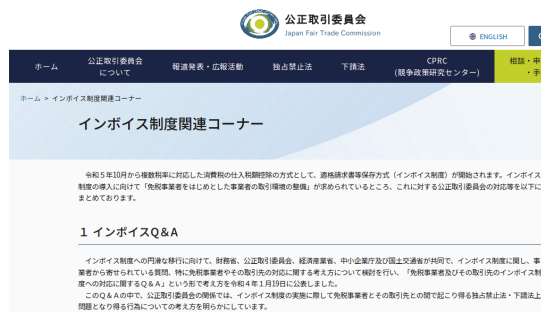 公正取引委員会
Japan Fair Trade Commission
ENGLISH
ホーム
公正取引委員会
について
報道発表・広報活動
独占禁止法
下請法
CPRC
(競争政策研究センター)
相談・申
・手
ホーム > インボイス制度関連コーナー
インボイス制度関連コーナー
令和5年10月から複数税率に対応した消費税の仕入税額控除の方式として、適格請求書等保存方式（インボイス制度）が開始されます。インボイス
制度の導入に向けて「免税事業者をはじめとした事業者の取引環境の整備」が求められているところ、これに対する公正取引委員会の対応等を以下に
まとめております。
1 インボイスQ＆A
インボイス制度への円滑な移行に向けて、財務省、公正取引委員会、経済産業省、中小企業庁及び国土交通省が共同で、インボイス制度に関し、事
業者から寄せられている質問、特に免税事業者やその取引先の対応に関する考え方について検討を行い、「免税事業者及びその取引先のインボイス制
度への対応に関するＱ＆Ａ」という形で考え方を令和４年１月19日に公表しました。
このＱ＆Ａの中で、公正取引委員会の関係では、インボイス制度の実施に際して免税事業者とその取引先との間で起こり得る独占禁止法・下請法上
問題となり得る行為についての考え方を明らかにしています。